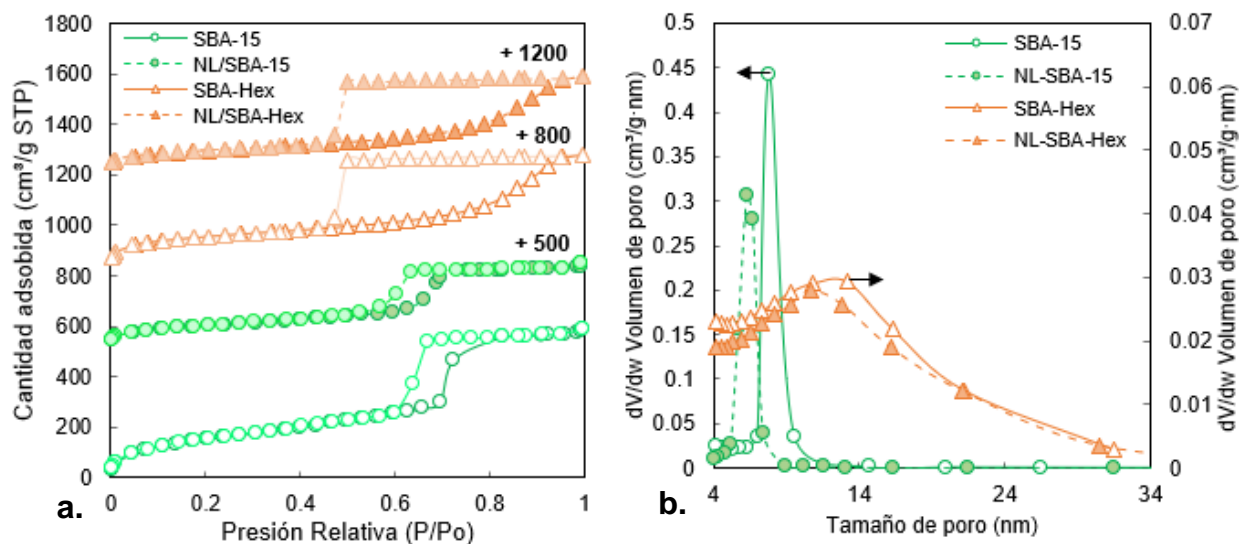 1800
1600
1400
1200
1000
800
600
400
200
0
Cantidad adsobida (cm³/g STP)
SBA-15
NL/SBA-15
SBA-Hex
NL/SBA-Hex
+ 1200
+ 800
+ 500
0 0.2 0.4 0.6 0.8 1
Presión Relativa (P/Po)
a.
0.5
0.45
0.4
0.35
0.3
0.25
0.2
0.15
0.1
0.05
0
dV/dw Volumen de poro (cm³/g·nm)
SBA-15
NL-SBA-15
SBA-Hex
NL-SBA-Hex
0.07
0.06
0.05
0.04
0.03
0.02
0.01
0
dV/dw Volumen de poro (cm³/g·nm)
4 14 24 34
Tamaño de poro (nm)
b.